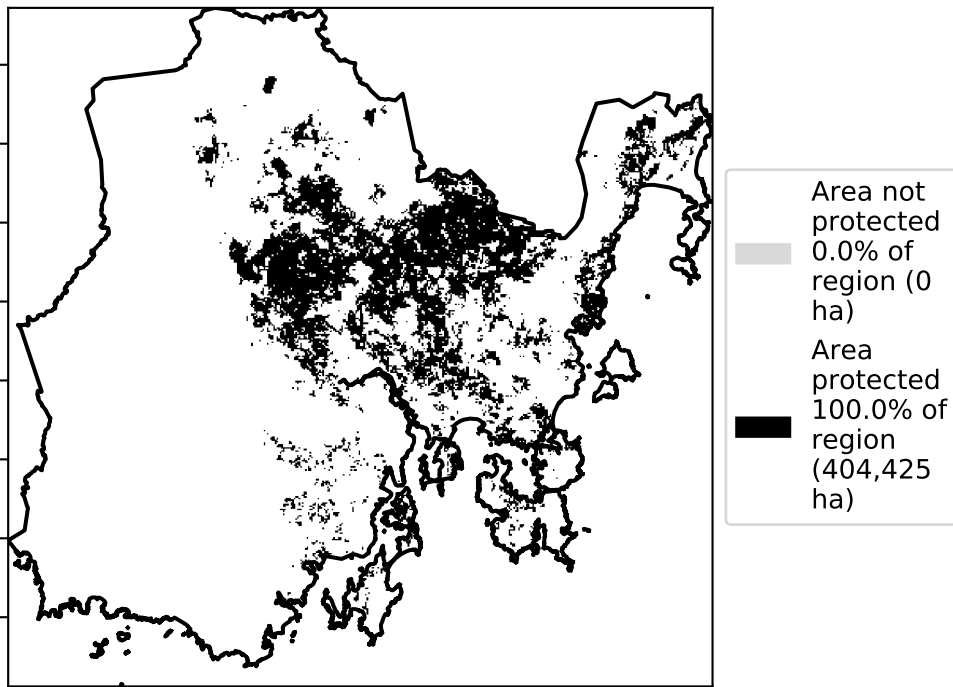 Area not
protected
0.0% of
region (0
ha)
Area
protected
100.0% of
region
(404,425
ha)